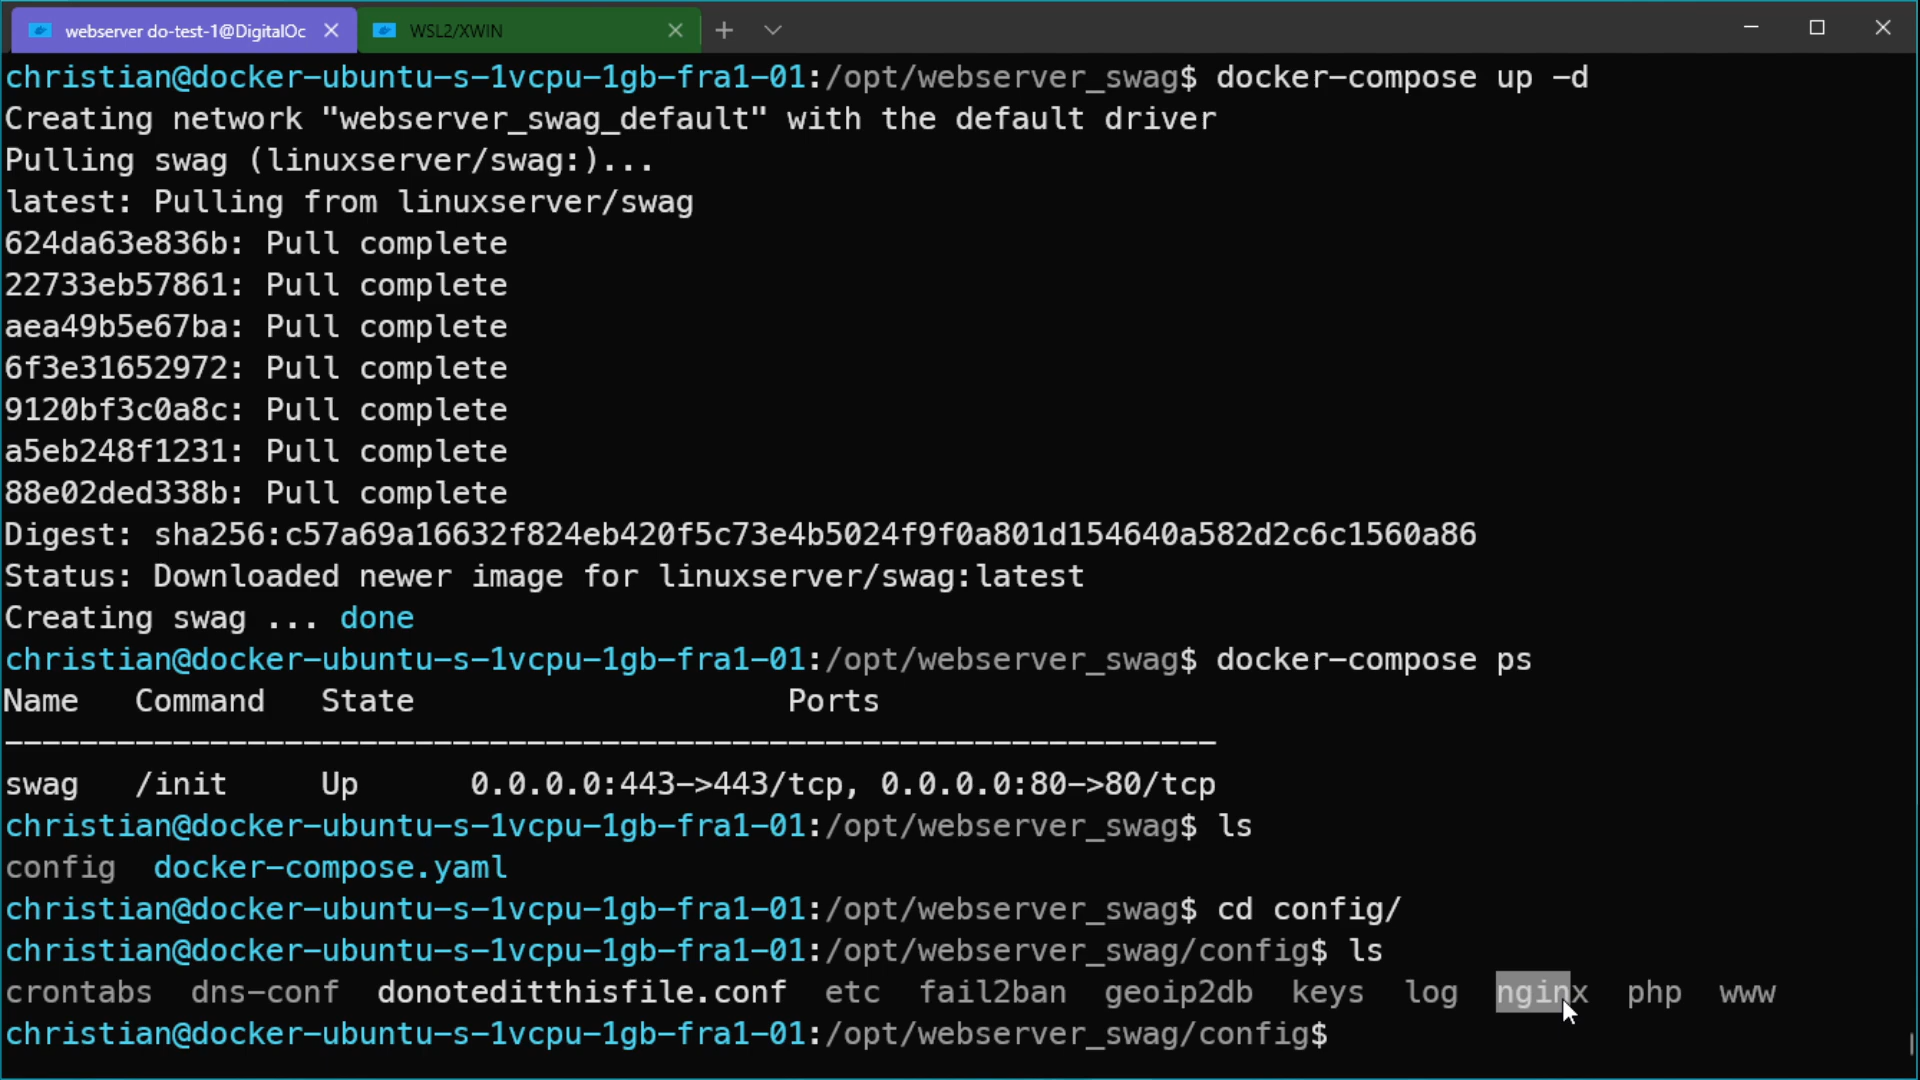 webserver do-test-1@DigitalOc
WSL2/XWIN
christian@docker-ubuntu-s-1vcpu-1gb-fra1-01:/opt/webserver_swag$ docker-compose up -d
Creating network "webserver_swag_default" with the default driver
Pulling swag (linuxserver/swag:)...
latest: Pulling from linuxserver/swag
624da63e836b: Pull complete
22733eb57861: Pull complete
aea49b5e67ba: Pull complete
6f3e31652972: Pull complete
9120bf3c0a8c: Pull complete
a5eb248f1231: Pull complete
88e02ded338b: Pull complete
Digest: sha256:c57a69a16632f824eb420f5c73e4b5024f9f0a801d154640a582d2c6c1560a86
Status: Downloaded newer image for linuxserver/swag:latest
Creating swag ... done
christian@docker-ubuntu-s-1vcpu-1gb-fra1-01:/opt/webserver_swag$ docker-compose ps
Name   Command   State                    Ports
-----------------------------------------------------------------
swag   /init     Up      0.0.0.0:443->443/tcp, 0.0.0.0:80->80/tcp
christian@docker-ubuntu-s-1vcpu-1gb-fra1-01:/opt/webserver_swag$ ls
config  docker-compose.yaml
christian@docker-ubuntu-s-1vcpu-1gb-fra1-01:/opt/webserver_swag$ cd config/
christian@docker-ubuntu-s-1vcpu-1gb-fra1-01:/opt/webserver_swag/config$ ls
crontabs  dns-conf  donoteditthisfile.conf  etc  fail2ban  geoip2db  keys  log  nginx  php  www
christian@docker-ubuntu-s-1vcpu-1gb-fra1-01:/opt/webserver_swag/config$